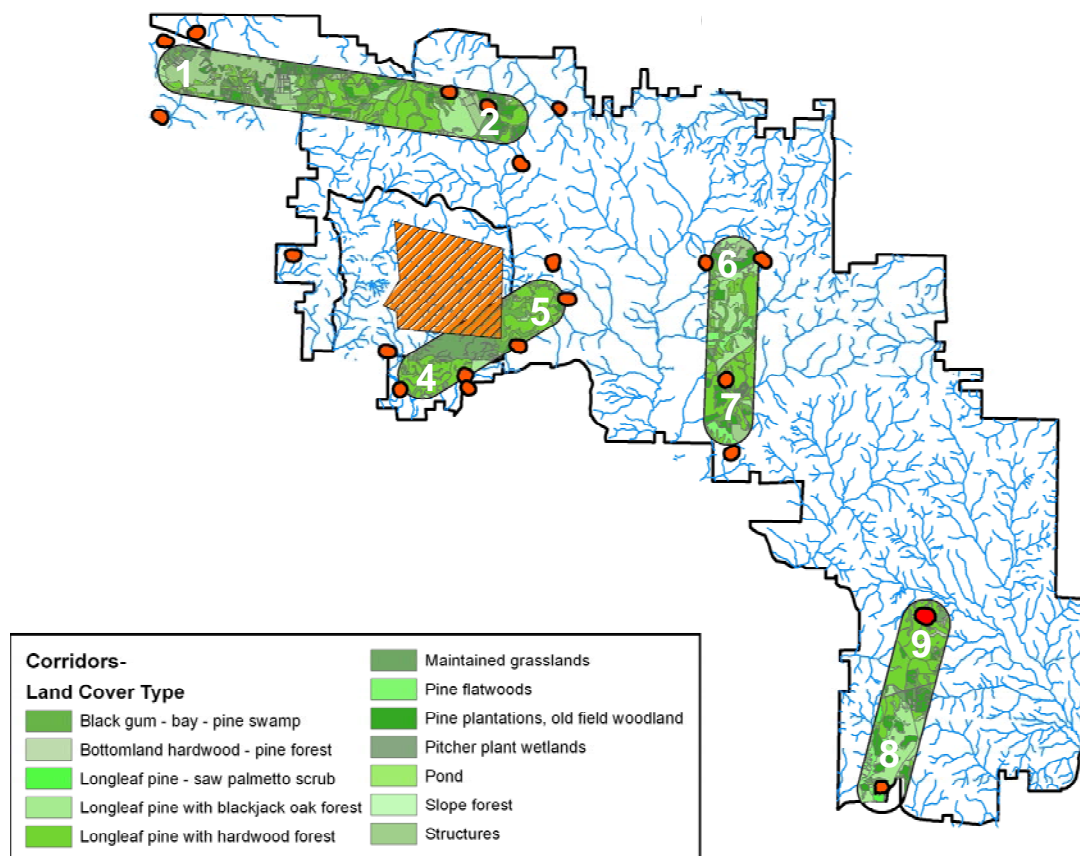 1
2
6
5
4
7
9
8
Corridors-
Land Cover Type
Black gum - bay - pine swamp
Bottomland hardwood - pine forest
Longleaf pine - saw palmetto scrub
Longleaf pine with blackjack oak forest
Longleaf pine with hardwood forest
Maintained grasslands
Pine flatwoods
Pine plantations, old field woodland
Pitcher plant wetlands
Pond
Slope forest
Structures